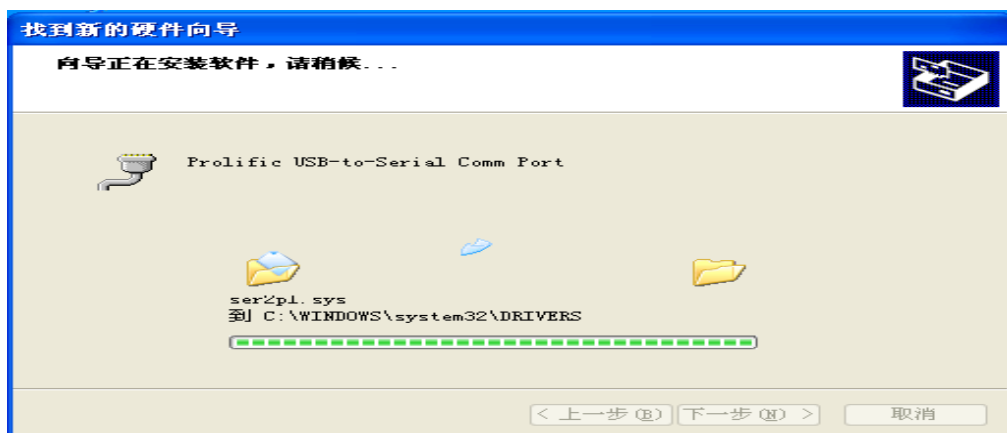 找到新的硬件向导
向导正在安装软件，请稍候...
Prolific USB-to-Serial Comm Port
ser2pl.sys
到 C:\WINDOWS\system32\DRIVERS
< 上一步(B) 下一步(N) > 取消